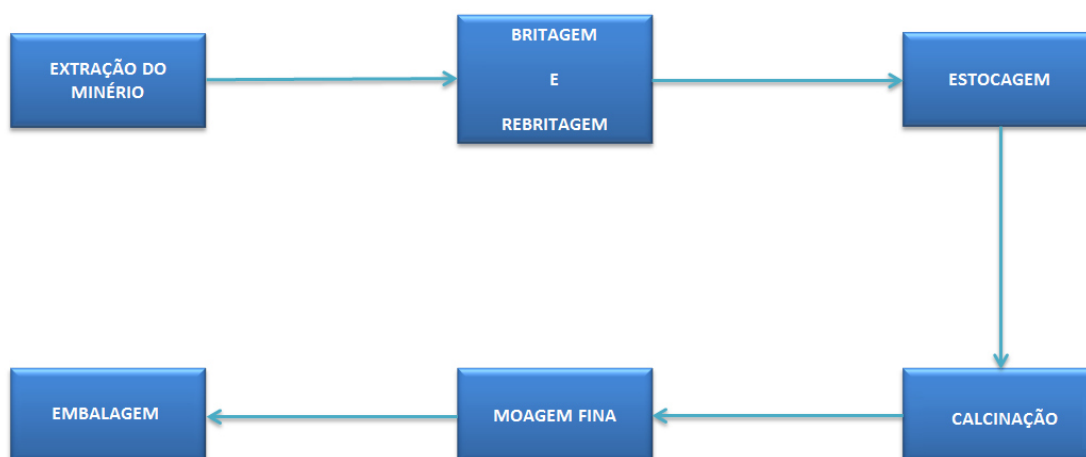 EXTRAÇÃO DO
MINÉRIO
BRITAGEM
E
REBRITAGEM
ESTOCAGEM
EMBALAGEM
MOAGEM FINA
CALCINAÇÃO